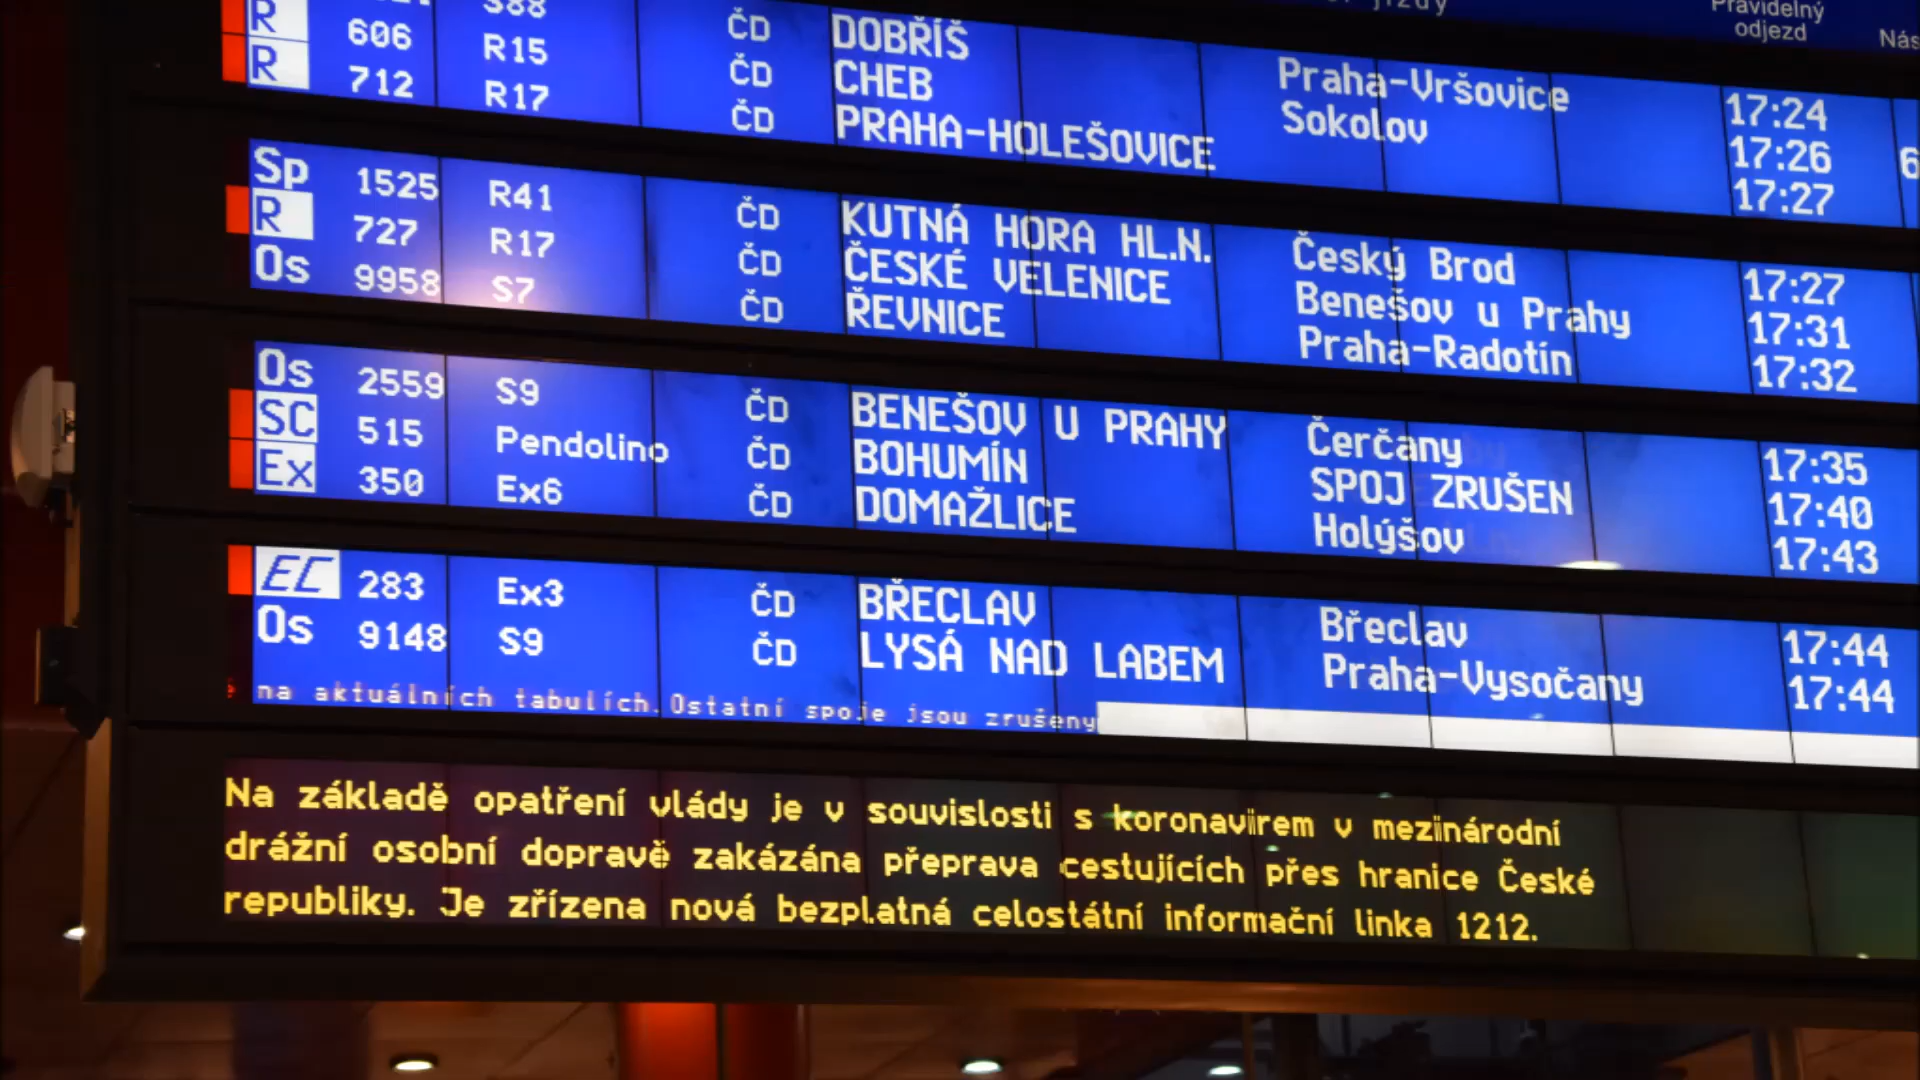 Pravidelný
odjezd
S88 ČD DOBŘÍŠ Praha-Vršovice 17:24
R 606 R15 ČD CHEB Sokolov 17:26
R 712 R17 ČD PRAHA-HOLEŠOVICE 17:27
Sp 1525 R41 ČD KUTNÁ HORA HL.N. Český Brod 17:27
R 727 R17 ČD ČESKÉ VELENICE Benešov u Prahy 17:31
Os 9958 S7 ČD ŘEVNICE Praha-Radotín 17:32
Os 2559 S9 ČD BENEŠOV U PRAHY Čerčany 17:35
SC 515 Pendolino ČD BOHUMÍN SPOJ ZRUŠEN 17:40
Ex 350 Ex6 ČD DOMAŽLICE Holýšov 17:43
EC 283 Ex3 ČD BŘECLAV Břeclav 17:44
Os 9148 S9 ČD LYSÁ NAD LABEM Praha-Vysočany 17:44
na aktuálních tabulích.Ostatní spoje jsou zrušeny
Na základě opatření vlády je v souvislosti s koronavirem v mezinárodní
drážní osobní dopravě zakázána přeprava cestujících přes hranice České
republiky. Je zřízena nová bezplatná celostátní informační linka 1212.